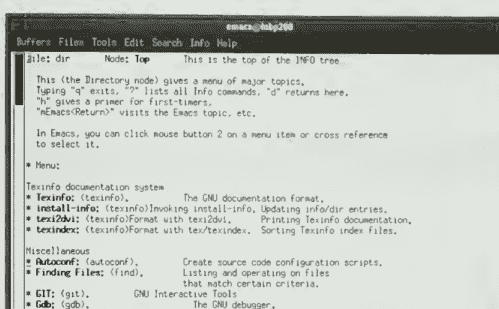 emacs@inbg200
Buffers Files Tools Edit Search Info Help
File: dir Node: Top This is the top of the INFO tree
This (the Directory node) gives a menu of major topics.
Typing "q" exits, "?" lists all Info commands, "d" returns here,
"h" gives a primer for first-timers,
"mEmacs<Return>" visits the Emacs topic, etc.
In Emacs, you can click mouse button 2 on a menu item or cross reference
to select it.
* Menu:
Texinfo documentation system
* Texinfo: (texinfo). The GNU documentation format.
* install-info: (texinfo)Invoking install-info. Updating info/dir entries.
* texi2dvi: (texinfo)Format with texi2dvi. Printing Texinfo documentation.
* texindex: (texinfo)Format with tex/texindex. Sorting Texinfo index files.
Miscellaneous
* Autoconf: (autoconf). Create source code configuration scripts.
* Finding Files: (find). Listing and operating on files
that match certain criteria.
* GIT: (git). GNU Interactive Tools
* Gdb: (gdb). The GNU debugger.